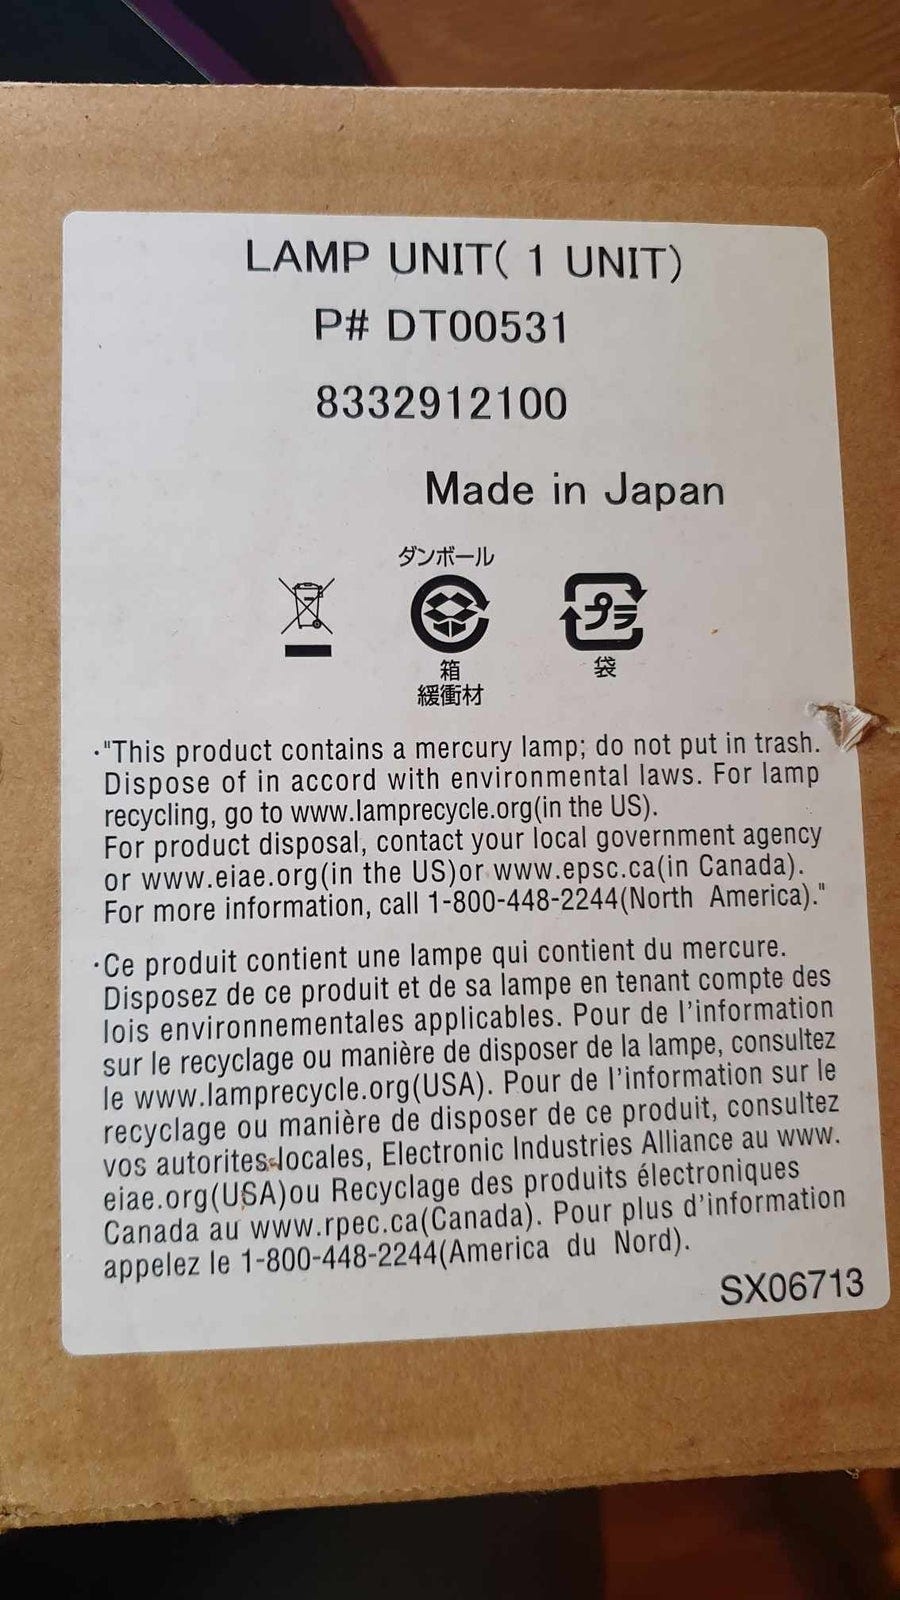 LAMP UNIT( 1 UNIT)
P# DT00531
8332912100
Made in Japan
ダンボール
プラ
箱
緩衝材
袋
·"This product contains a mercury lamp; do not put in trash.
Dispose of in accord with environmental laws. For lamp
recycling, go to www.lamprecycle.org(in the US).
For product disposal, contact your local government agency
or www.eiae.org(in the US)or www.epsc.ca(in Canada).
For more information, call 1-800-448-2244(North America)."
·Ce produit contient une lampe qui contient du mercure.
Disposez de ce produit et de sa lampe en tenant compte des
lois environnementales applicables. Pour de l'information
sur le recyclage ou manière de disposer de la lampe, consultez
le www.lamprecycle.org(USA). Pour de l'information sur le
recyclage ou manière de disposer de ce produit, consultez
vos autorites locales, Electronic Industries Alliance au www.
eiae.org(USA)ou Recyclage des produits électroniques
Canada au www.rpec.ca(Canada). Pour plus d'information
appelez le 1-800-448-2244(America du Nord).
SX06713